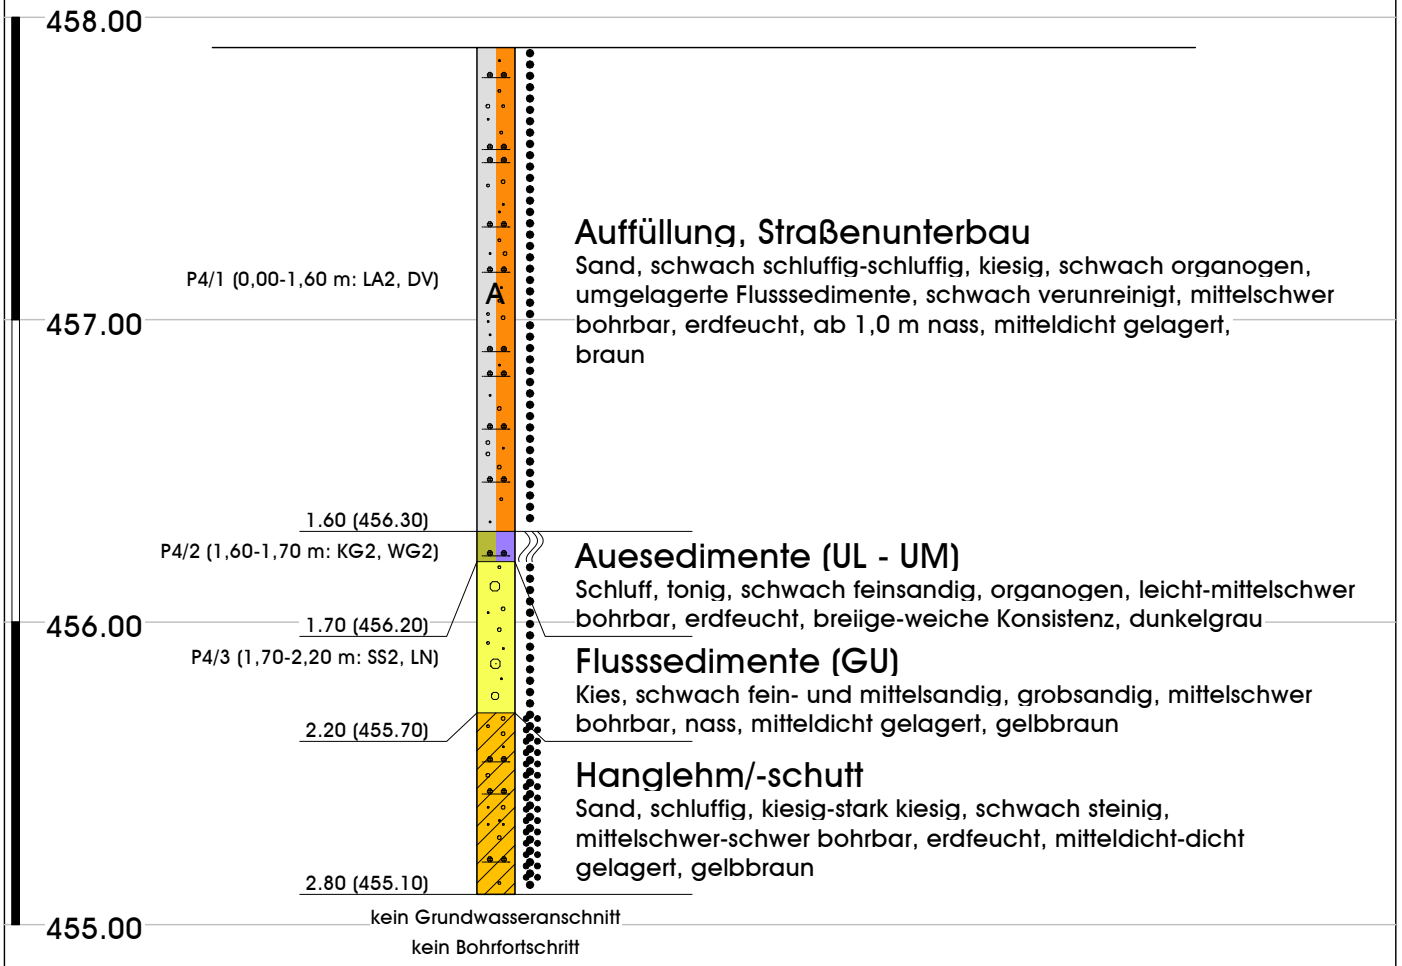 458.00
Auffüllung, Straßenunterbau
Sand, schwach schluffig-schluffig, kiesig, schwach organogen,
P4/1 (0,00-1,60 m: LA2, DV)
umgelagerte Flusssedimente, schwach verunreinigt, mittelschwer
A
457.00
bohrbar, erdfeucht, ab 1,0 m nass, mitteldicht gelagert,
braun
1.60 (456.30)
P4/2 (1,60-1,70 m: KG2, WG2)
Auesedimente (UL - UM)
Schluff, tonig, schwach feinsandig, organogen, leicht-mittelschwer
bohrbar, erdfeucht, breiige-weiche Konsistenz, dunkelgrau
456.00
1.70 (456.20)
P4/3 (1,70-2,20 m: SS2, LN)
Flusssedimente (GU)
Kies, schwach fein- und mittelsandig, grobsandig, mittelschwer
bohrbar, nass, mitteldicht gelagert, gelbbraun
2.20 (455.70)
Hanglehm/-schutt
Sand, schluffig, kiesig-stark kiesig, schwach steinig,
mittelschwer-schwer bohrbar, erdfeucht, mitteldicht-dicht
gelagert, gelbbraun
2.80 (455.10)
kein Grundwasseranschnitt
455.00
kein Bohrfortschritt